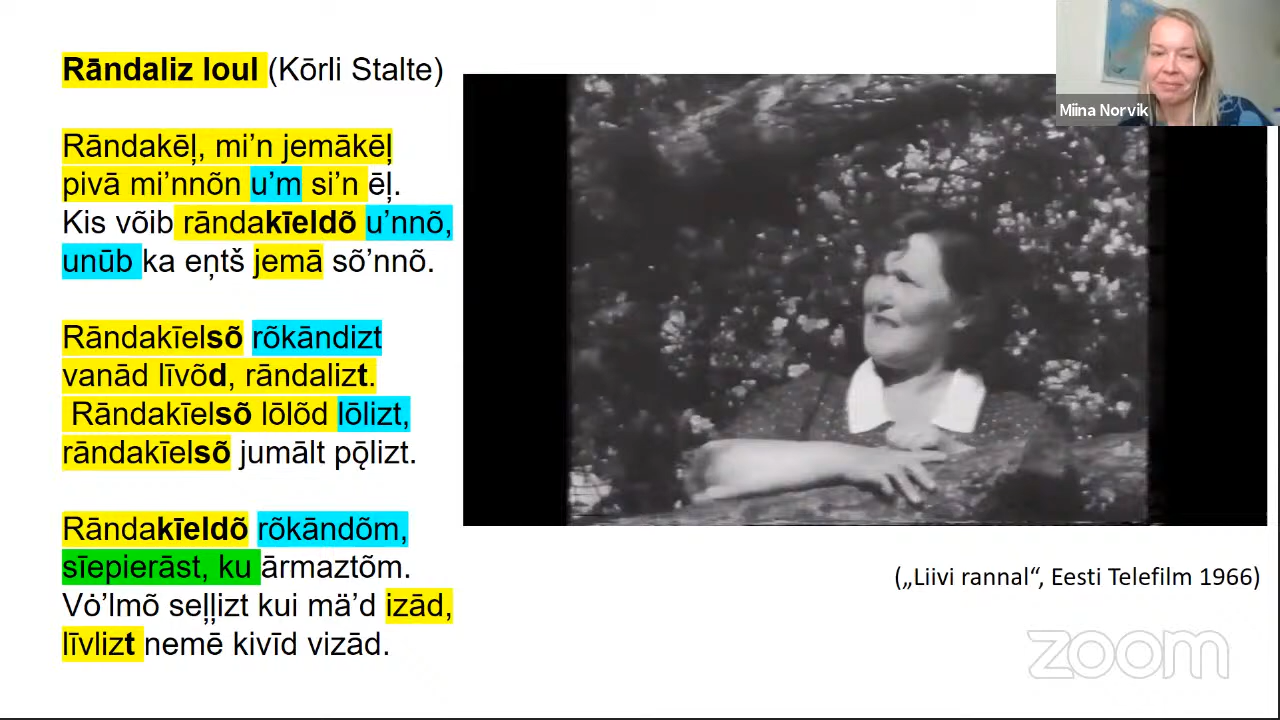 Rāndaliz loul (Kōrli Stalte)
Rāndakēļ, mi’n jemākēļ
pivā mi’nnõn u’m si’n ēļ.
Kis võib rāndakīeldõ u’nnõ,
unūb ka eņtš jemā sõ’nnõ.
Rāndakīelsõ rõkāndizt
vanād līvõd, rāndalizt.
Rāndakīelsõ lōlõd lōlizt,
rāndakīelsõ jumālt pǭlizt.
Rāndakīeldõ rõkāndõm,
sīepierāst, ku ārmaztõm.
Vȯ’lmõ seļļizt kui mä’d izād,
līvlizt nemē kivīd vizād.
Miina Norvik
(„Liivi rannal“, Eesti Telefilm 1966)
zoom